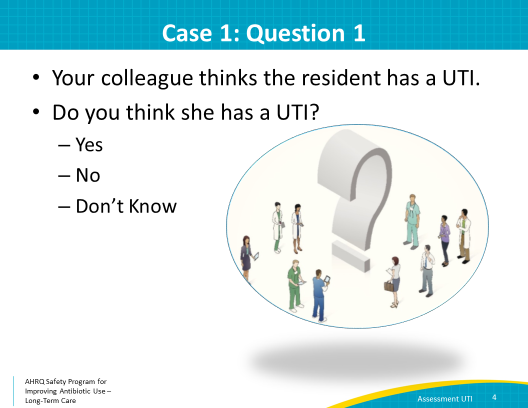 Case 1: Question 1
• Your colleague thinks the resident has a UTI.
• Do you think she has a UTI?
– Yes
– No
– Don’t Know
AHRQ Safety Program for
Improving Antibiotic Use –
Long-Term Care
Assessment UTI 4